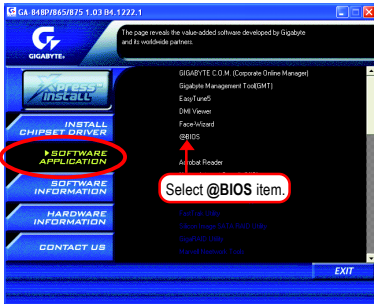 GA-848P/865/875 1.03 B4.1222.1
GIGABYTE
The page reveals the value-added software developed by Gigabyte
and its worldwide partners.
Xpress
INSTALL
INSTALL
CHIPSET DRIVER
SOFTWARE
APPLICATION
SOFTWARE
INFORMATION
HARDWARE
INFORMATION
CONTACT US
GIGABYTE C.O.M. (Corporate Online Manager)
Gigabyte Management Tool(GMT)
EasyTune5
DMI Viewer
Face-Wizard
@BIOS
Acrobat Reader
Select @BIOS item.
EXIT